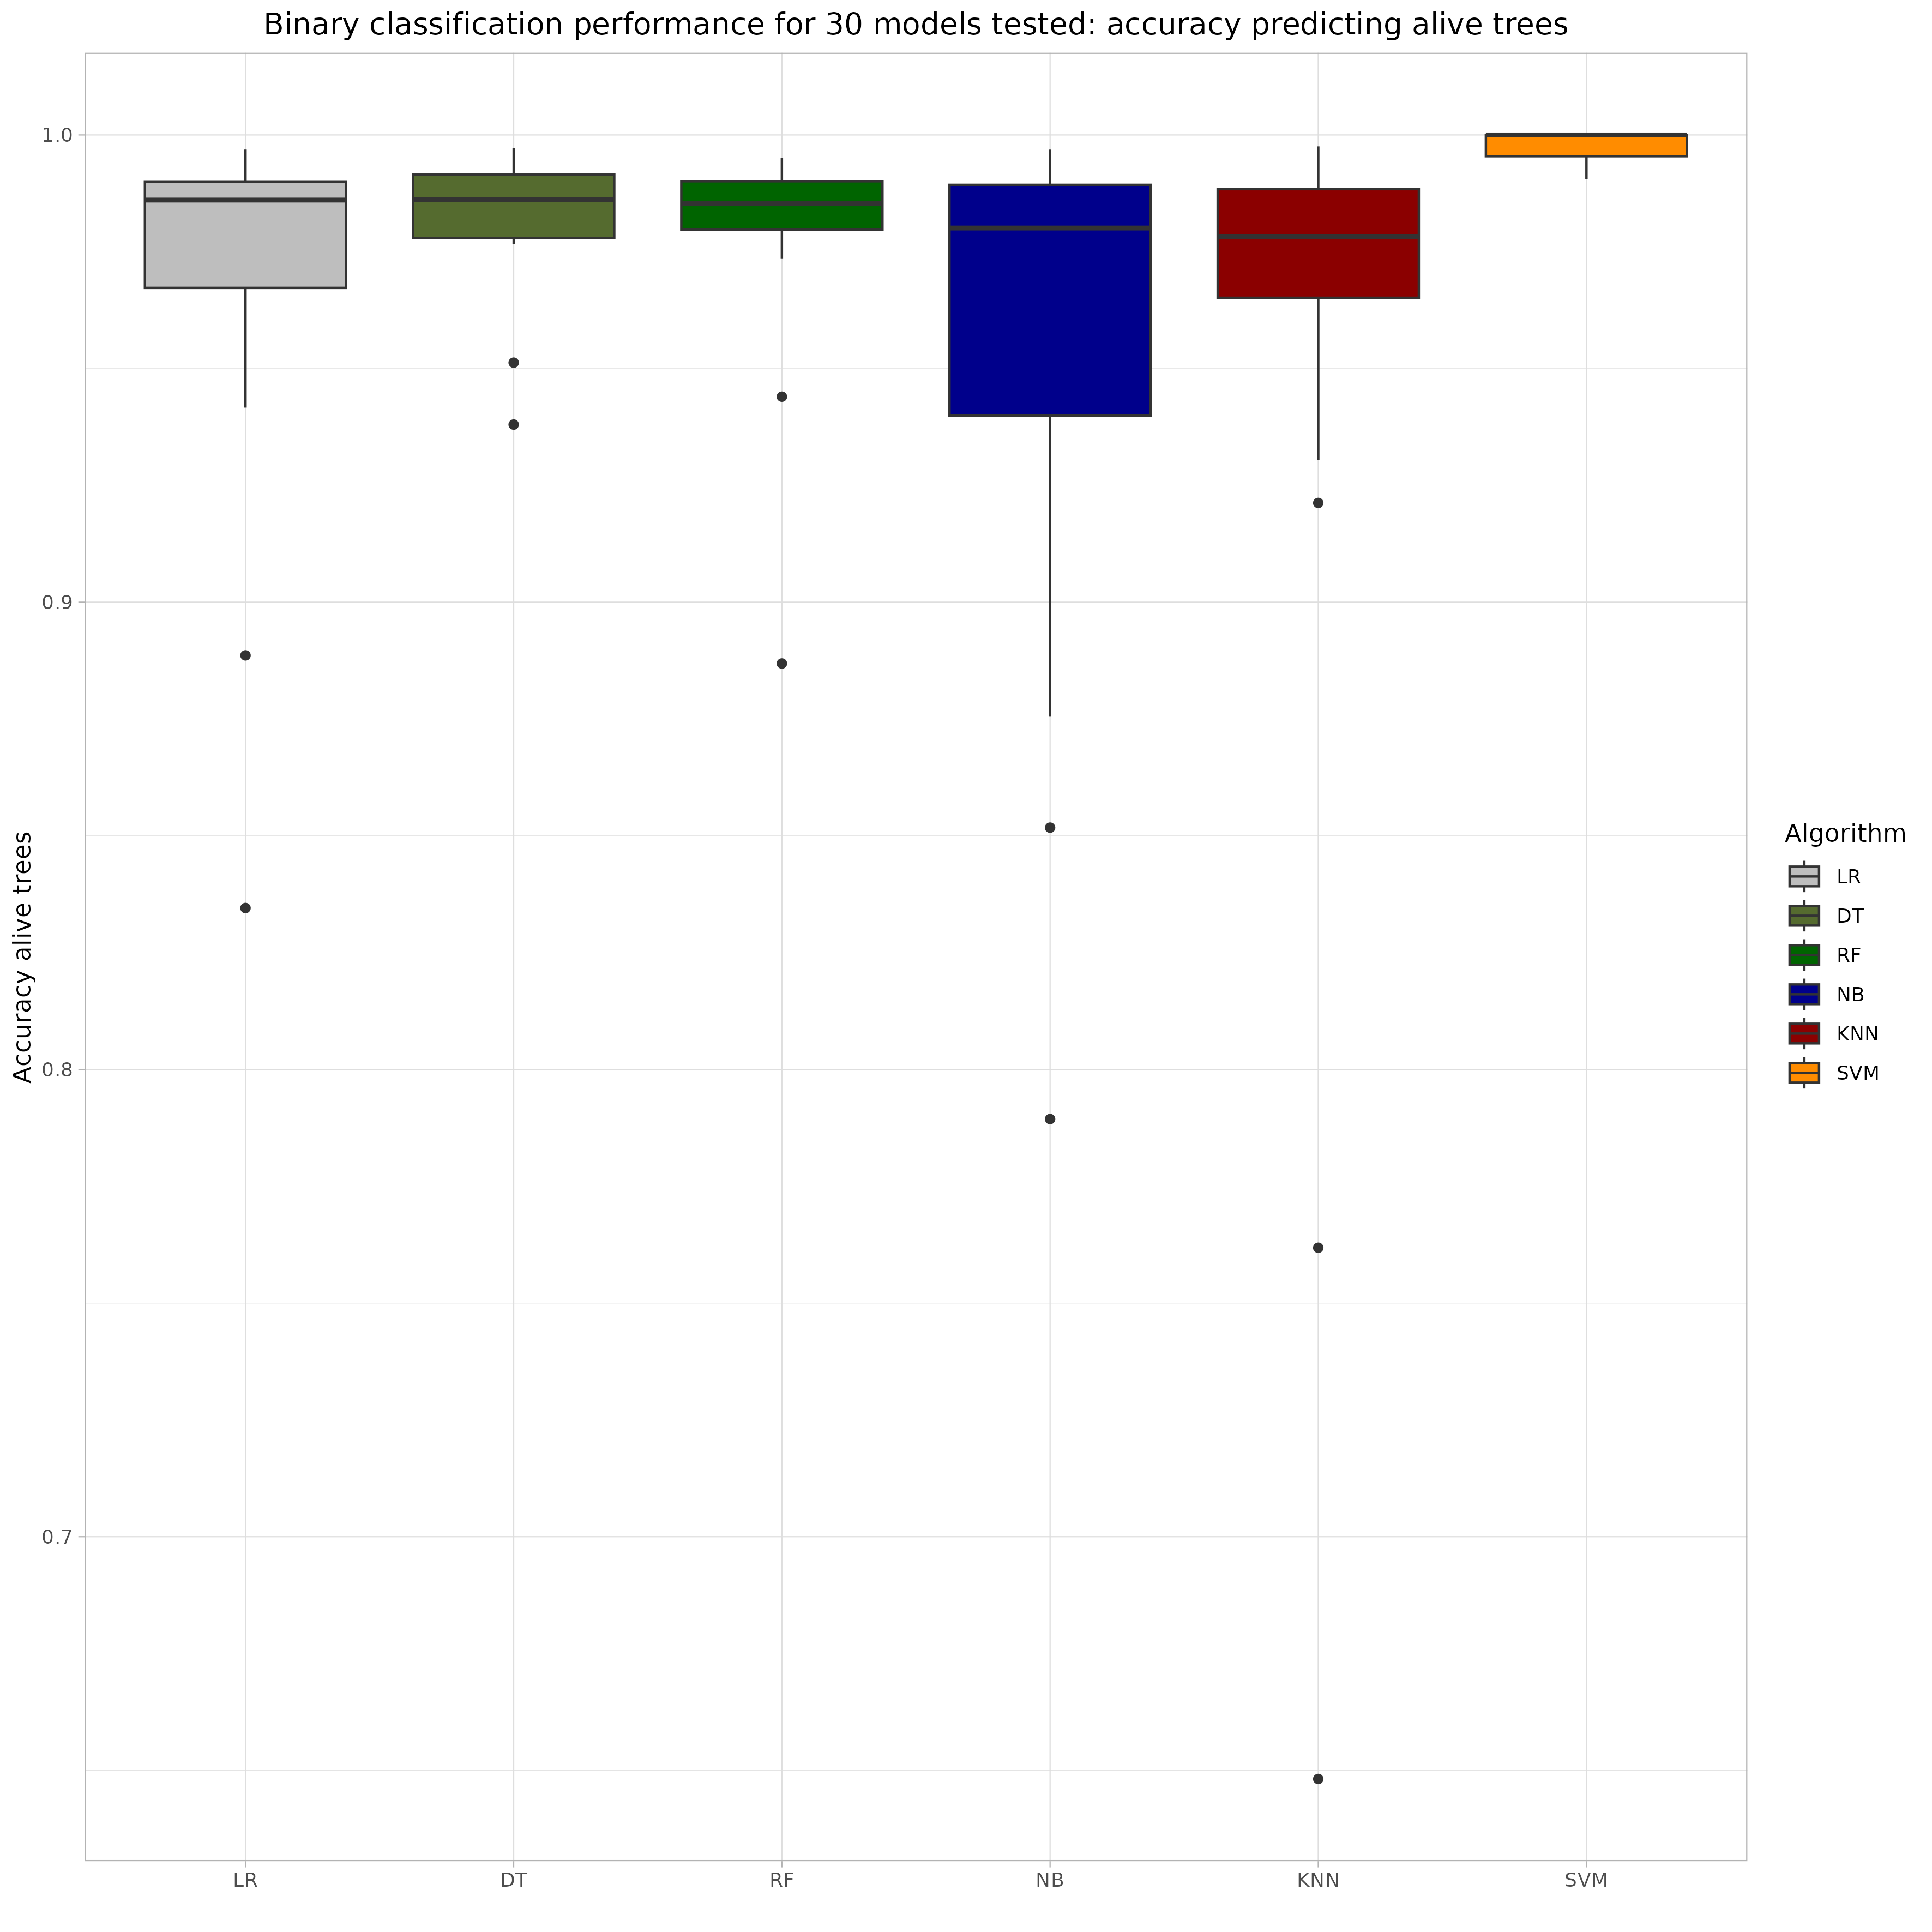 Binary classification performance for 30 models tested: accuracy predicting alive trees
1.0
0.9
0.8
0.7
Accuracy alive trees
LR
DT
RF
NB
KNN
SVM
Algorithm
LR
DT
RF
NB
KNN
SVM